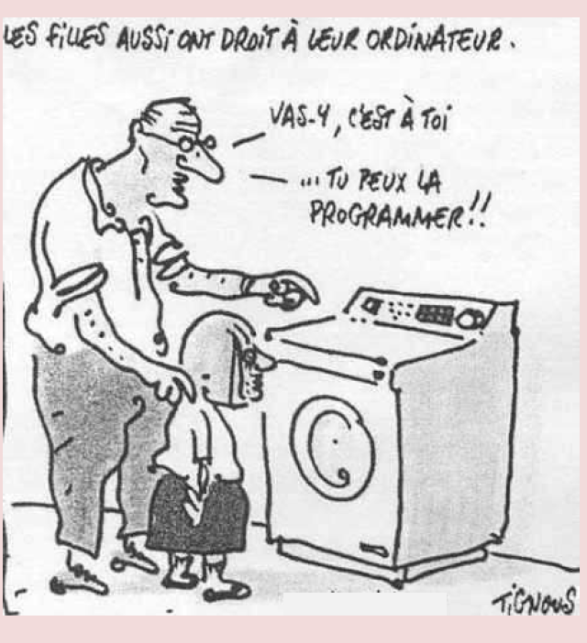 LES FILLES AUSSI ONT DROIT À LEUR ORDINATEUR.
VAS-Y, C'EST À TOI
... TU PEUX LA
PROGRAMMER!!
TIGNOUS